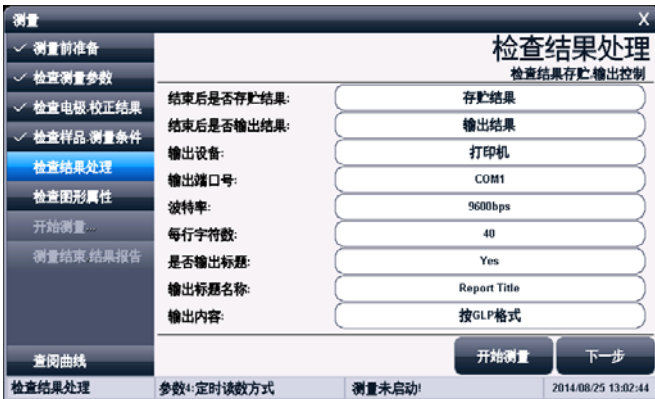 测量 X
✓ 测量前准备
✓ 检查测量参数
✓ 检查电极.校正结果
✓ 检查样品.测量条件
检查结果处理
检查图形属性
开始测量...
测量结束.结果报告
查阅曲线
检查结果处理
检查结果存贮.输出控制
结束后是否存贮结果: 存贮结果
结束后是否输出结果: 输出结果
输出设备: 打印机
输出端口号: COM1
波特率: 9600bps
每行字符数: 40
是否输出标题: Yes
输出标题名称: Report Title
输出内容: 按GLP格式
开始测量 下一步
检查结果处理 参数4:定时读数方式 测量未启动! 2014/08/25 13:02:44